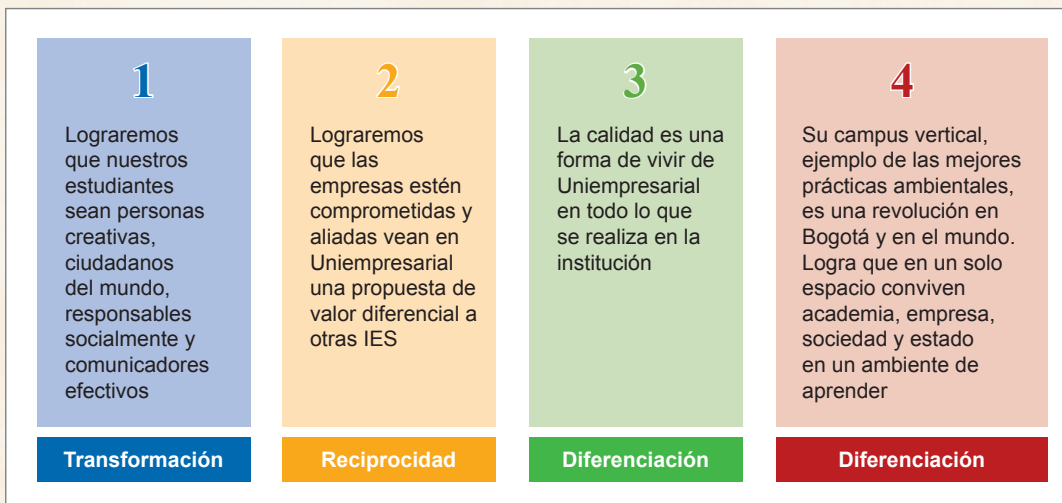 1
Lograremos
que nuestros
estudiantes
sean personas
creativas,
ciudadanos
del mundo,
responsables
socialmente y
comunicadores
efectivos
Transformación
2
Lograremos
que las
empresas estén
comprometidas y
aliadas vean en
Uniempresarial
una propuesta de
valor diferencial a
otras IES
Reciprocidad
3
La calidad es una
forma de vivir de
Uniempresarial
en todo lo que
se realiza en la
institución
Diferenciación
4
Su campus vertical,
ejemplo de las mejores
prácticas ambientales,
es una revolución en
Bogotá y en el mundo.
Logra que en un solo
espacio conviven
academia, empresa,
sociedad y estado
en un ambiente de
aprender
Diferenciación